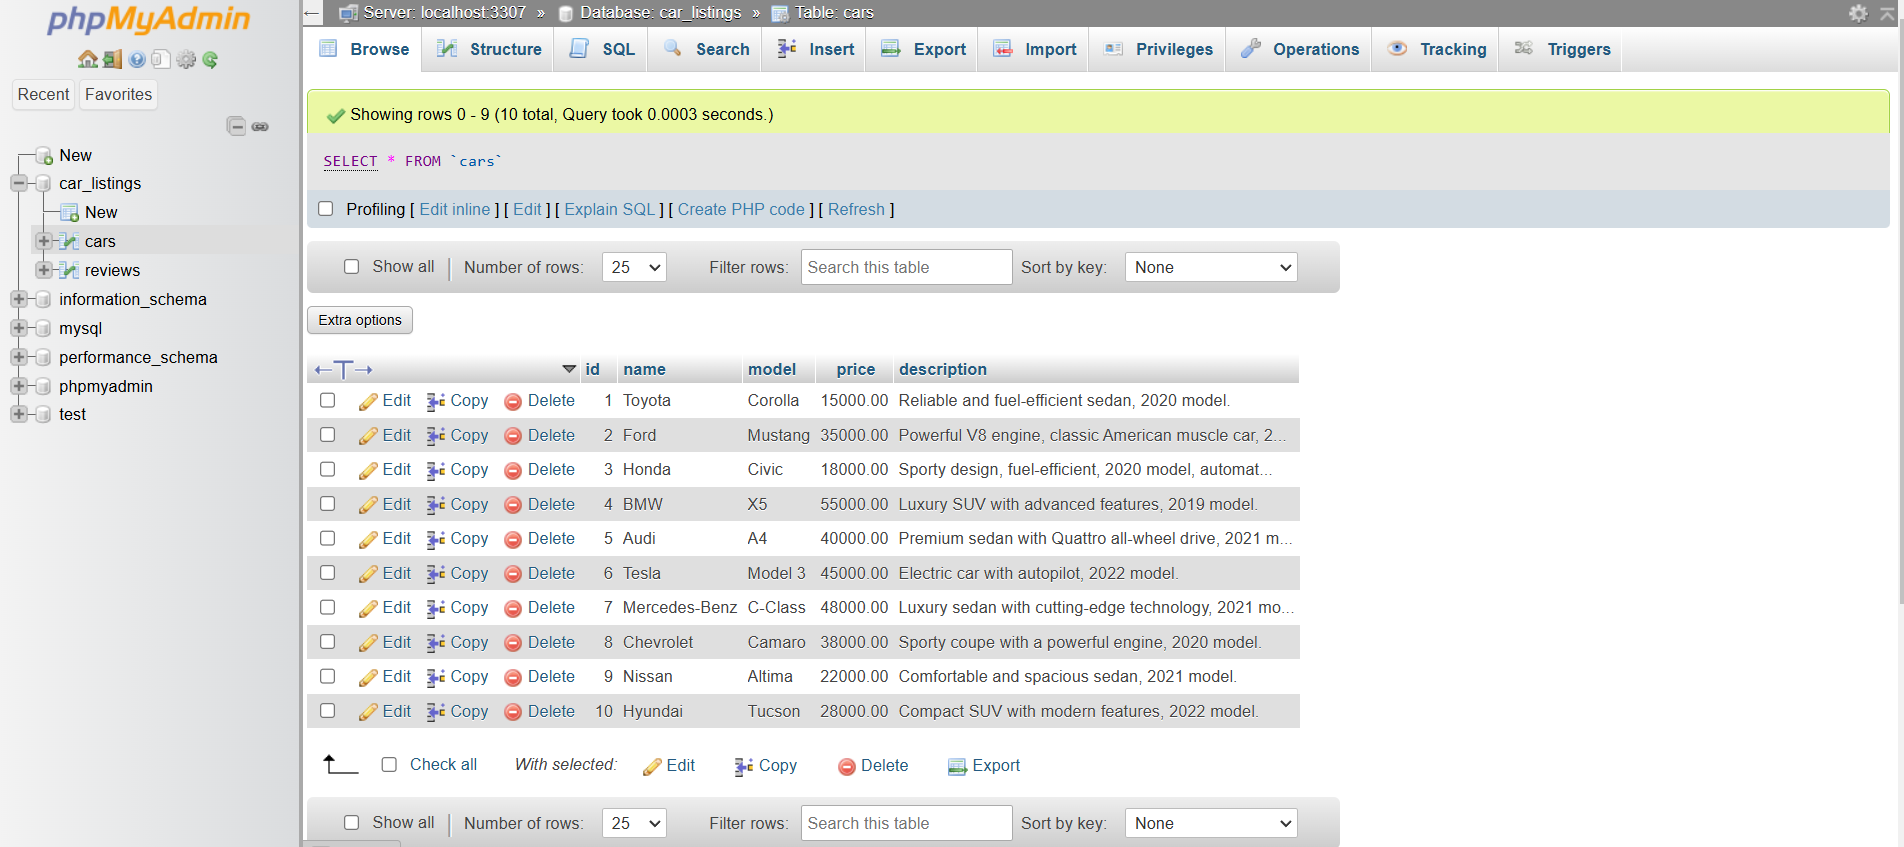 phpMyAdmin
Recent Favorites
New
car_listings
New
cars
reviews
information_schema
mysql
performance_schema
phpmyadmin
test
Server: localhost:3307 » Database: car_listings » Table: cars
Browse Structure SQL Search Insert Export Import Privileges Operations Tracking Triggers
Showing rows 0 - 9 (10 total, Query took 0.0003 seconds.)
SELECT * FROM `cars`
Profiling [ Edit inline ] [ Edit ] [ Explain SQL ] [ Create PHP code ] [ Refresh ]
Show all Number of rows: 25 Filter rows: Search this table Sort by key: None
Extra options
id name model price description
Edit Copy Delete 1 Toyota Corolla 15000.00 Reliable and fuel-efficient sedan, 2020 model.
Edit Copy Delete 2 Ford Mustang 35000.00 Powerful V8 engine, classic American muscle car, 2...
Edit Copy Delete 3 Honda Civic 18000.00 Sporty design, fuel-efficient, 2020 model, automat...
Edit Copy Delete 4 BMW X5 55000.00 Luxury SUV with advanced features, 2019 model.
Edit Copy Delete 5 Audi A4 40000.00 Premium sedan with Quattro all-wheel drive, 2021 m...
Edit Copy Delete 6 Tesla Model 3 45000.00 Electric car with autopilot, 2022 model.
Edit Copy Delete 7 Mercedes-Benz C-Class 48000.00 Luxury sedan with cutting-edge technology, 2021 mo...
Edit Copy Delete 8 Chevrolet Camaro 38000.00 Sporty coupe with a powerful engine, 2020 model.
Edit Copy Delete 9 Nissan Altima 22000.00 Comfortable and spacious sedan, 2021 model.
Edit Copy Delete 10 Hyundai Tucson 28000.00 Compact SUV with modern features, 2022 model.
Check all With selected: Edit Copy Delete Export
Show all Number of rows: 25 Filter rows: Search this table Sort by key: None